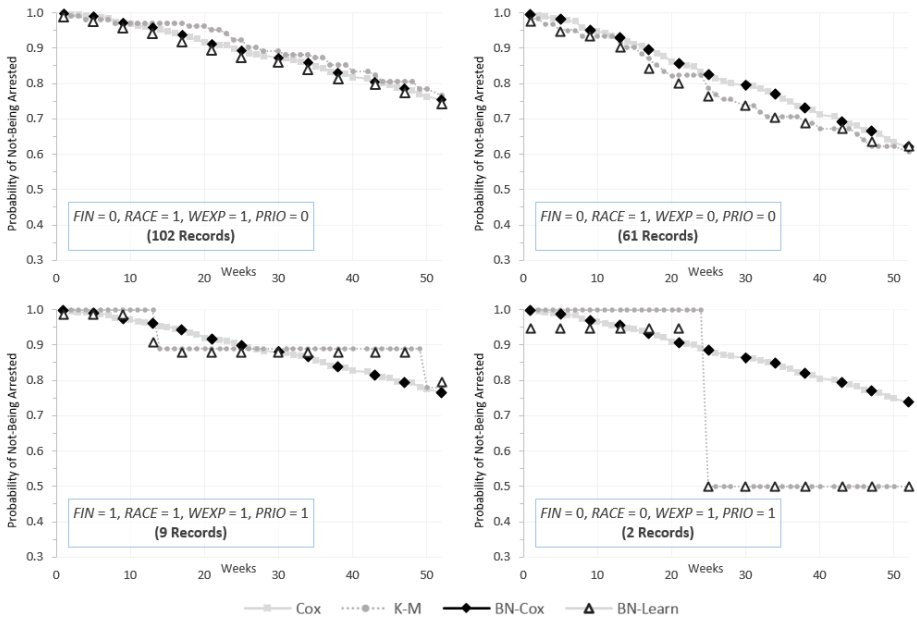 Probability of Not-Being Arrested
1.0
0.9
0.8
0.7
0.6
0.5
0.4
0.3
0 10 20 30 40 50
Weeks
FIN = 0, RACE = 1, WEXP = 1, PRIO = 0
(102 Records)
Probability of Not-Being Arrested
1.0
0.9
0.8
0.7
0.6
0.5
0.4
0.3
0 10 20 30 40 50
Weeks
FIN = 0, RACE = 1, WEXP = 0, PRIO = 0
(61 Records)
Probability of Not-Being Arrested
1.0
0.9
0.8
0.7
0.6
0.5
0.4
0.3
0 10 20 30 40 50
Weeks
FIN = 1, RACE = 1, WEXP = 1, PRIO = 1
(9 Records)
Probability of Not-Being Arrested
1.0
0.9
0.8
0.7
0.6
0.5
0.4
0.3
0 10 20 30 40 50
Weeks
FIN = 0, RACE = 0, WEXP = 1, PRIO = 1
(2 Records)
Cox K-M BN-Cox BN-Learn